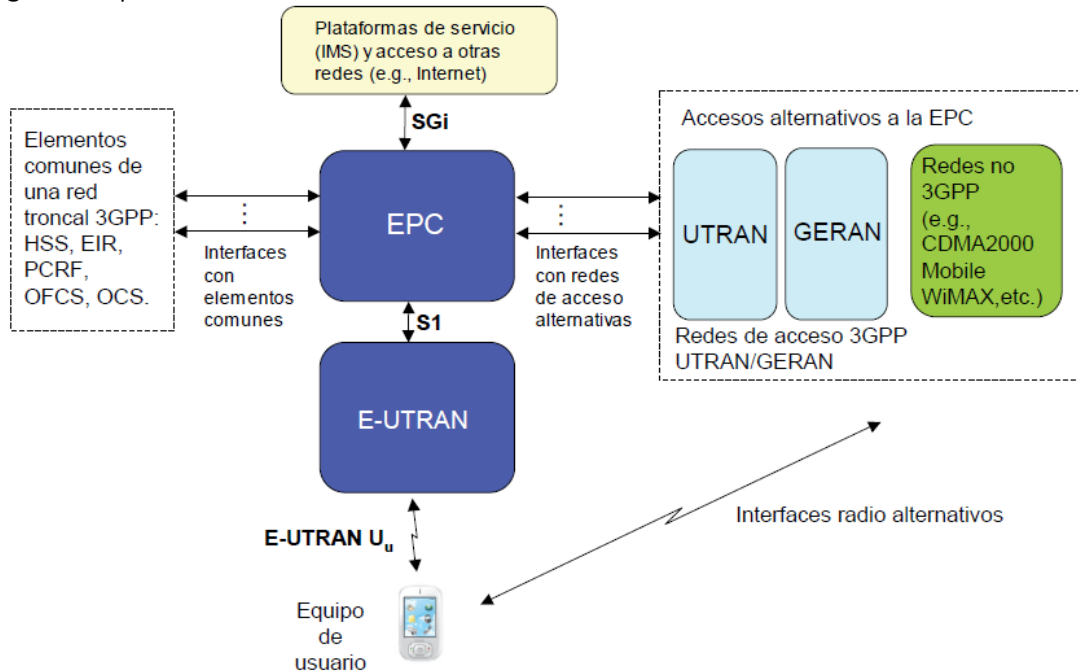 Plataformas de servicio
(IMS) y acceso a otras
redes (e.g., Internet)
SGi
Elementos
comunes de
una red
troncal 3GPP:
HSS, EIR,
PCRF,
OFCS, OCS.
Interfaces
con
elementos
comunes
EPC
Interfaces
con redes
de acceso
alternativas
Accesos alternativos a la EPC
UTRAN
GERAN
Redes no
3GPP
(e.g.,
CDMA2000
Mobile
WiMAX,etc.)
Redes de acceso 3GPP
UTRAN/GERAN
S1
E-UTRAN
E-UTRAN Uu
Interfaces radio alternativos
Equipo
de
usuario